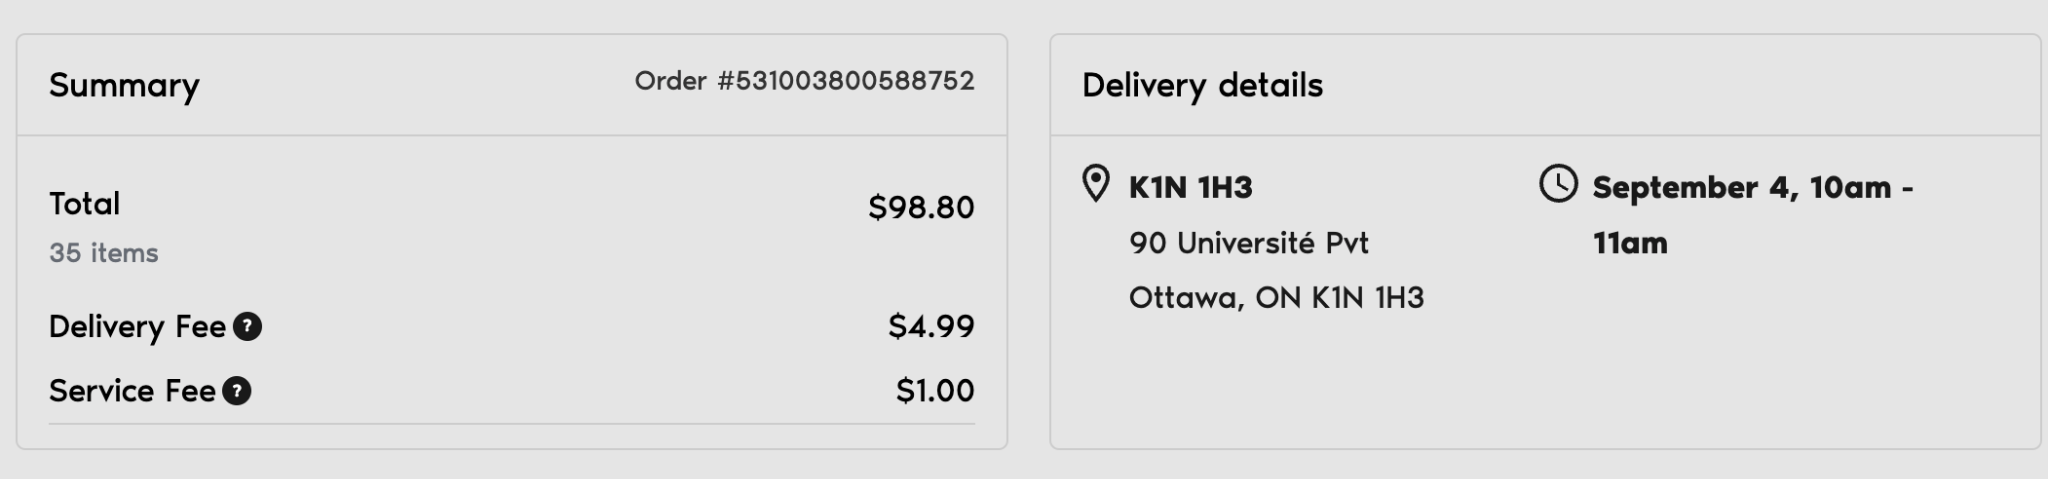 Summary
Order #531003800588752
Total
$98.80
35 items
Delivery Fee ?
$4.99
Service Fee ?
$1.00
Delivery details
K1N 1H3
90 Université Pvt
Ottawa, ON K1N 1H3
September 4, 10am -
11am